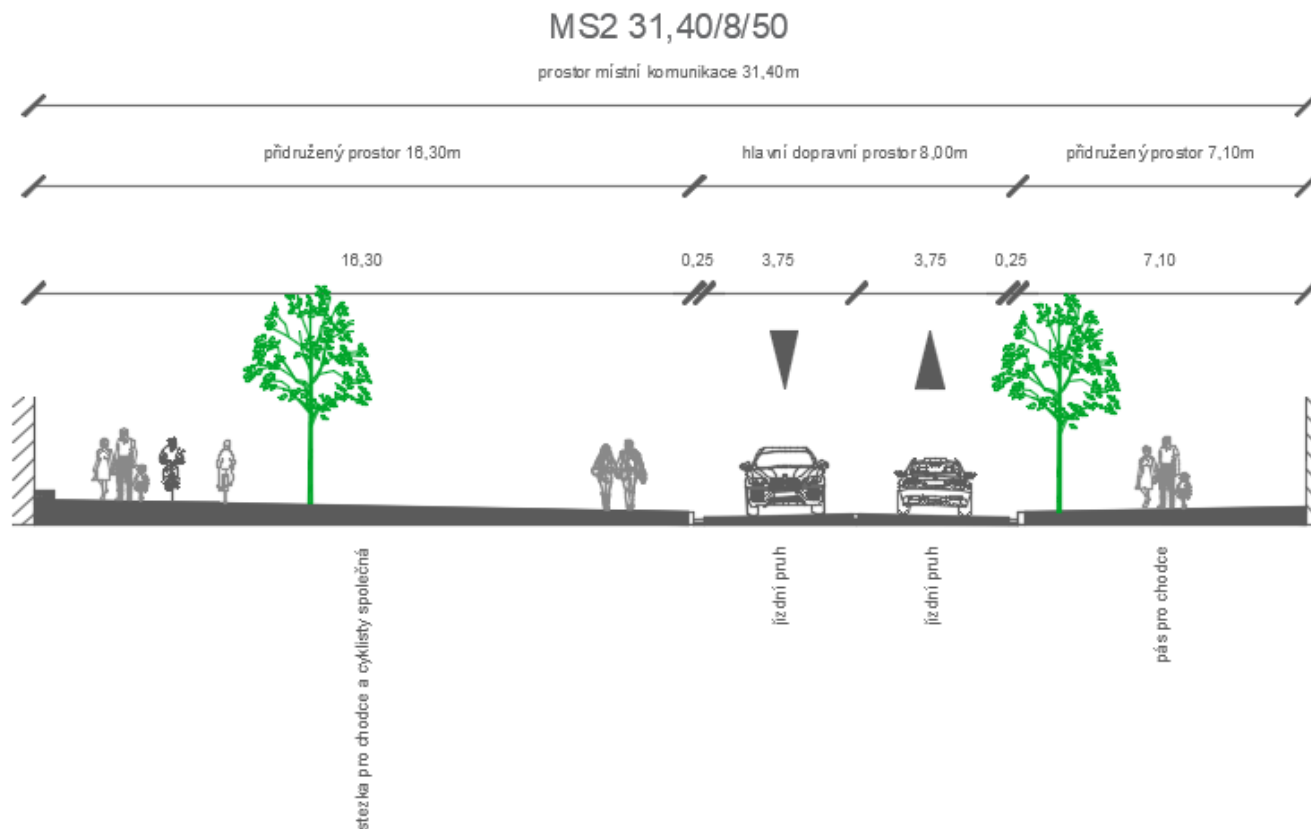 MS2 31,40/8/50
prostor místní komunikace 31,40m
přidružený prostor 16,30m
hlavní dopravní prostor 8,00m
přidružený prostor 7,10m
16,30
0,25
3,75
3,75
0,25
7,10
stezka pro chodce a cyklisty společná
jízdní pruh
jízdní pruh
pás pro chodce